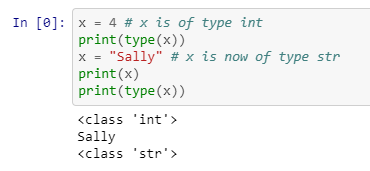 In [0]: x = 4 # x is of type int
print(type(x))
x = "Sally" # x is now of type str
print(x)
print(type(x))
<class 'int'>
Sally
<class 'str'>